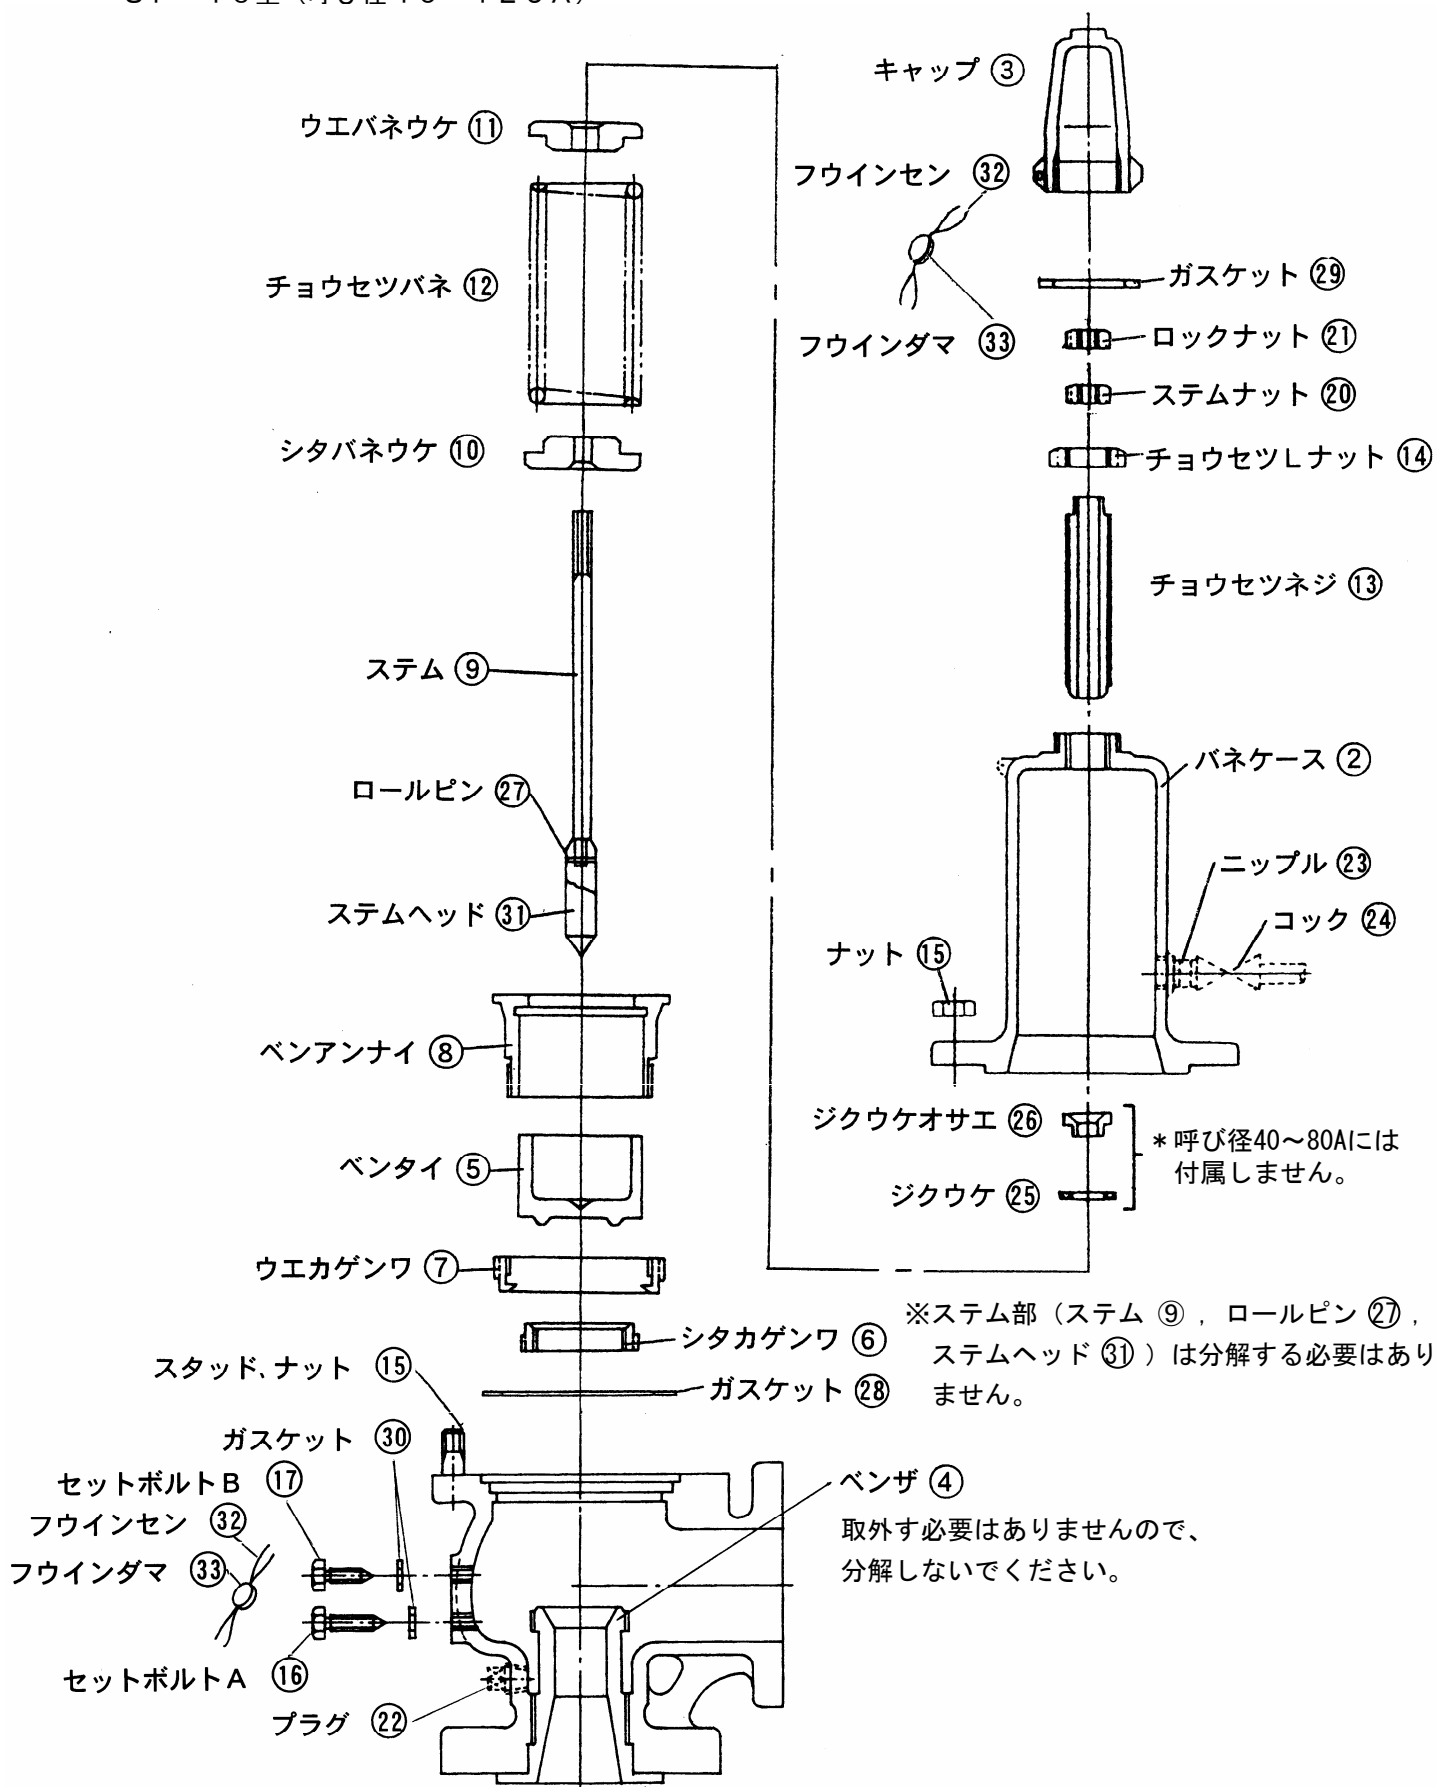 キャップ ③
ウエバネウケ ⑪
フウインセン ㉜
チョウセツバネ ⑫
ガスケット ㉙
フウインダマ ㉝
ロックナット ㉑
ステムナット ⑳
シタバネウケ ⑩
チョウセツLナット ⑭
チョウセツネジ ⑬
ステム ⑨
バネケース ②
ロールピン ㉗
ニップル ㉓
ステムヘッド ㉛
コック ㉔
ナット ⑮
ベンアンナイ ⑧
ジクウケオサエ ㉖
ベンタイ ⑤
ジクウケ ㉕
*呼び径40~80Aには
付属しません。
ウエカゲンワ ⑦
シタカゲンワ ⑥
※ステム部（ステム ⑨ , ロールピン ㉗ ,
ステムヘッド ㉛ ）は分解する必要はあり
ません。
スタッド、ナット ⑮
ガスケット ㉘
ガスケット ㉚
セットボルトB ⑰
フウインセン ㉜
フウインダマ ㉝
セットボルトA ⑯
プラグ ㉒
ベンザ ④
取外す必要はありませんので、
分解しないでください。